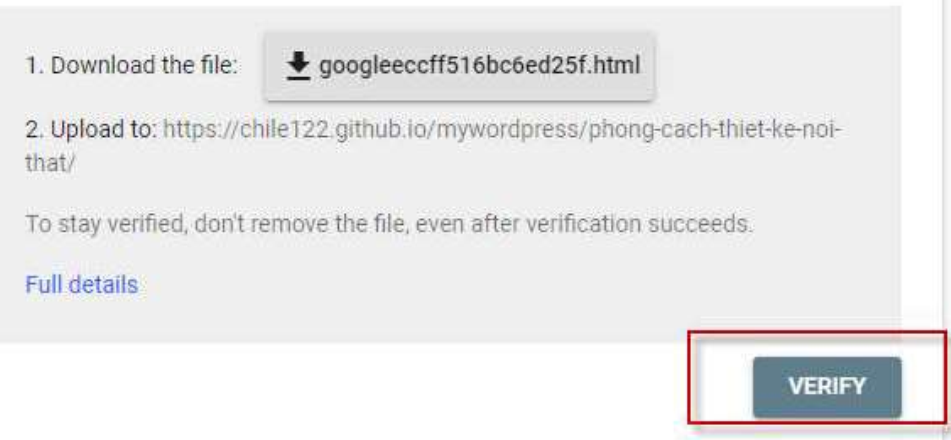 1. Download the file: googleeccff516bc6ed25f.html
2. Upload to: https://chile122.github.io/mywordpress/phong-cach-thiet-ke-noi-
that/
To stay verified, don't remove the file, even after verification succeeds.
Full details
VERIFY